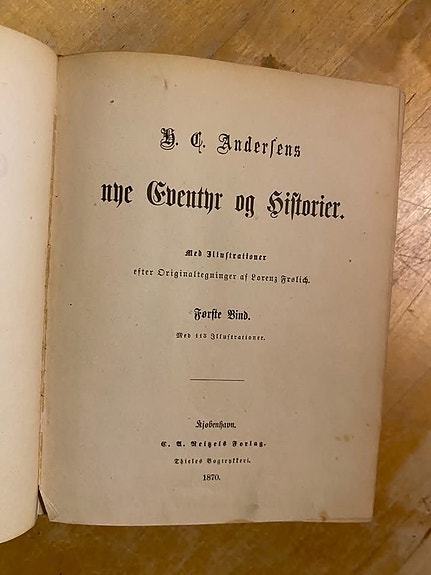 H. C. Andersens
nye Eventyr og Historier.
Med Illustrationer
efter Originaltegninger af Lorenz Frølich.
Første Bind.
Med 113 Illustrationer.
Kjøbenhavn.
C. A. Reitzels Forlag.
Thieles Bogtrykkeri.
1870.